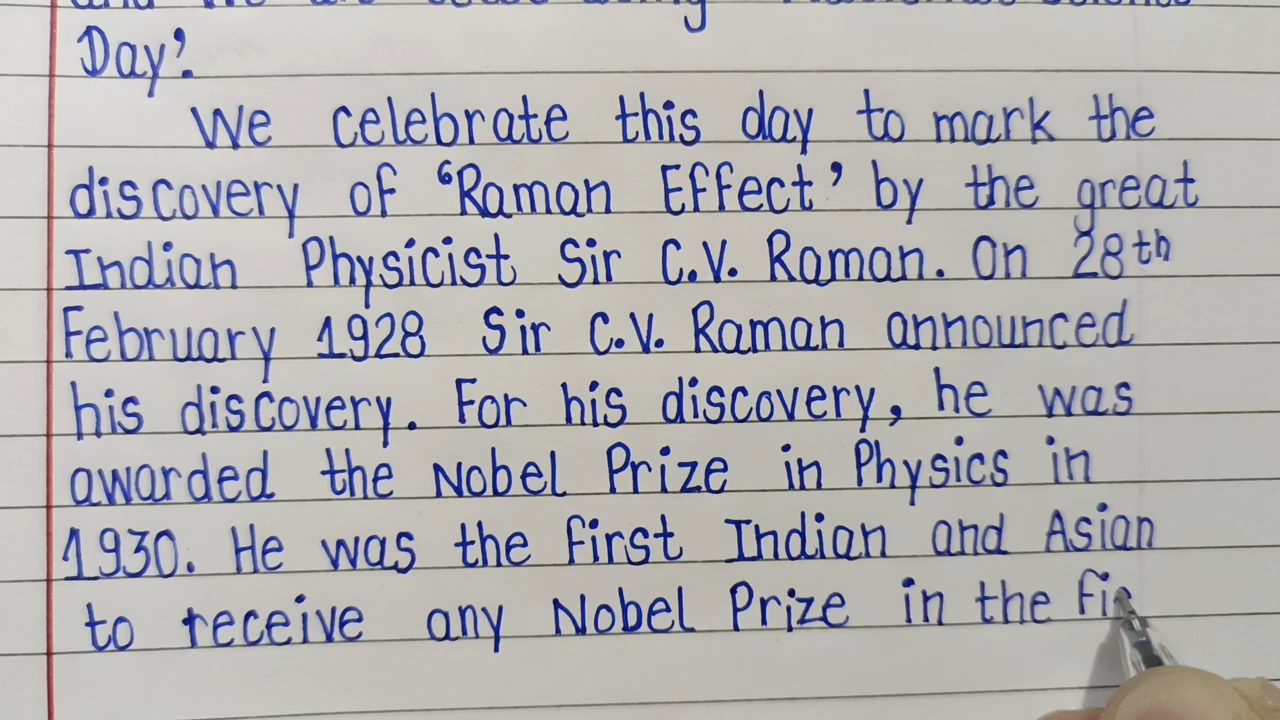 Day'.
We celebrate this day to mark the
discovery of 'Raman Effect' by the great
Indian Physicist Sir C.V. Raman. On 28th
February 1928 Sir C.V. Raman announced
his discovery. For his discovery, he was
awarded the Nobel Prize in Physics in
1930. He was the first Indian and Asian
to receive any Nobel Prize in the fi